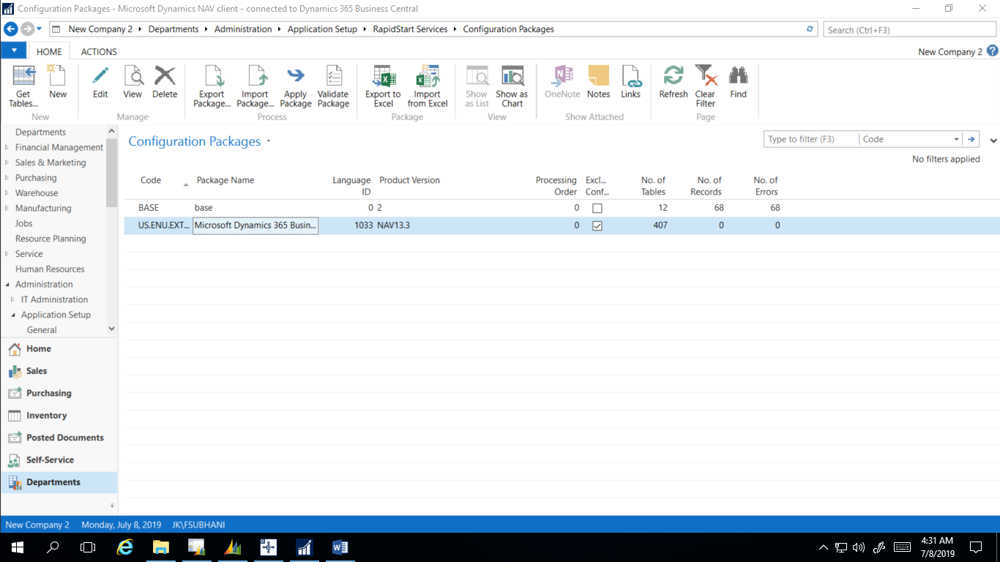 Configuration Packages - Microsoft Dynamics NAV client - connected to Dynamics 365 Business Central
New Company 2 Departments Administration Application Setup RapidStart Services Configuration Packages
Search (Ctrl+F3)
HOME ACTIONS
New Company 2
Get Tables... New Edit View Delete Export Package... Import Package... Apply Package Validate Package Export to Excel Import from Excel Show as List Show as Chart OneNote Notes Links Refresh Clear Filter Find
New Manage Process Package View Show Attached Page
Departments
Financial Management
Sales & Marketing
Purchasing
Warehouse
Manufacturing
Jobs
Resource Planning
Service
Human Resources
Administration
IT Administration
Application Setup
General
Home
Sales
Purchasing
Inventory
Posted Documents
Self-Service
Departments
Configuration Packages
Type to filter (F3) Code
No filters applied
Code Package Name Language ID Product Version Processing Order Excl... Conf... No. of Tables No. of Records No. of Errors
BASE base 0 2 0 12 68 68
US.ENU.EXT... Microsoft Dynamics 365 Busin... 1033 NAV13.3 0 407 0 0
New Company 2 Monday, July 8, 2019 JK\FSUBHANI
4:31 AM
7/8/2019